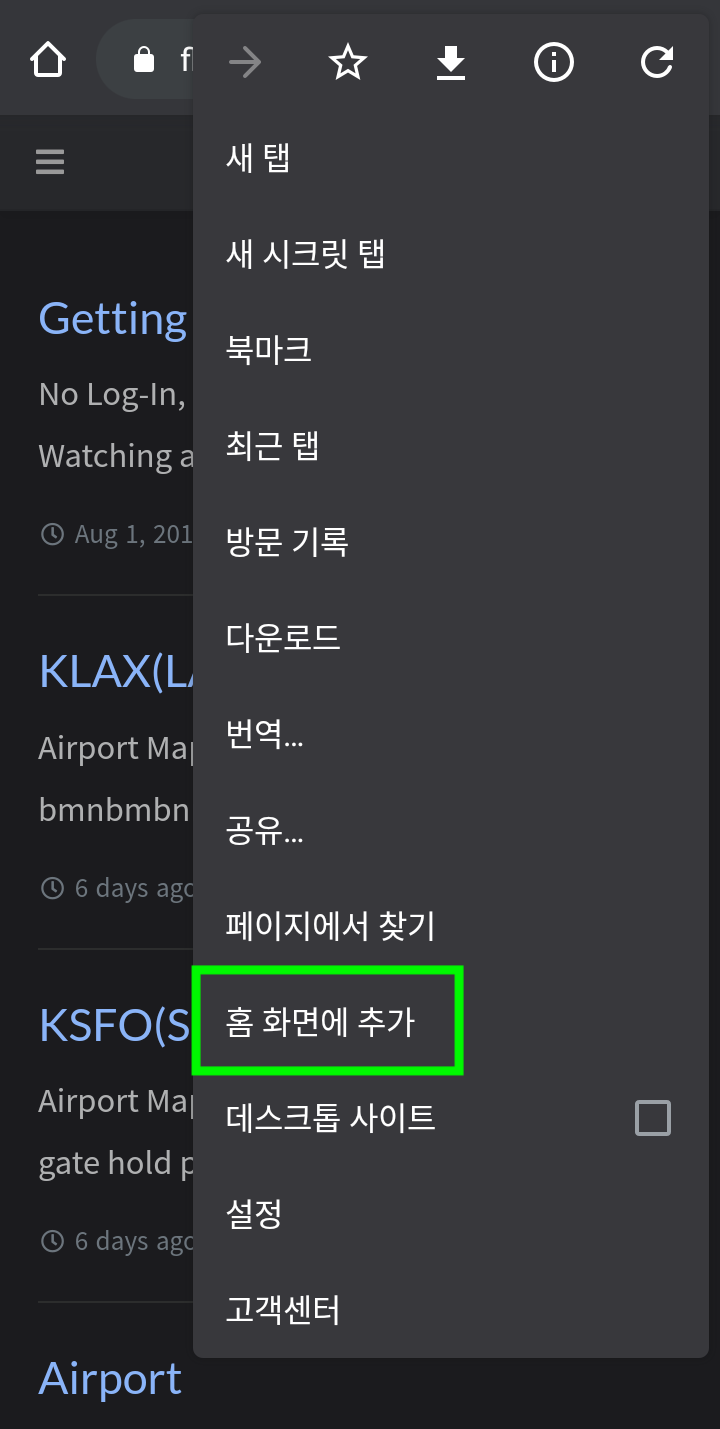 새 탭
새 시크릿 탭
북마크
최근 탭
방문 기록
다운로드
번역...
공유...
페이지에서 찾기
홈 화면에 추가
데스크톱 사이트
설정
고객센터
Getting
No Log-In,
Watching
Aug 1, 201
KLAX(LA
Airport Map
bmnbmbn
6 days ago
KSFO(S
Airport Map
gate hold p
6 days ago
Airport